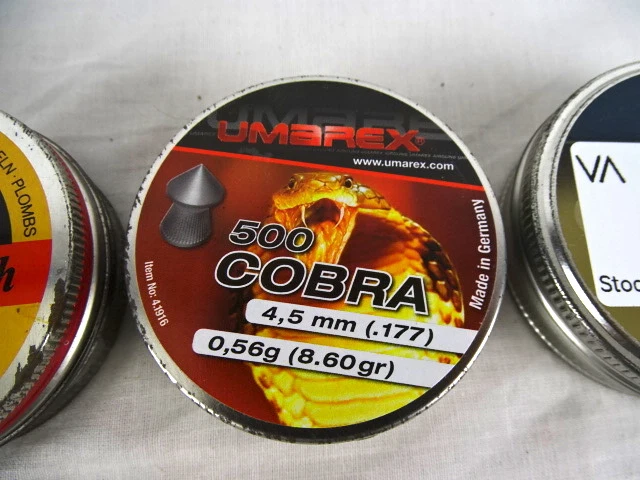 ELN · PLOMBS
h
UMAREX®
www.umarex.com
500
COBRA
4,5 mm (.177)
0,56g (8.60gr)
Item No: 4.1916
Made in Germany
VA
Stoc